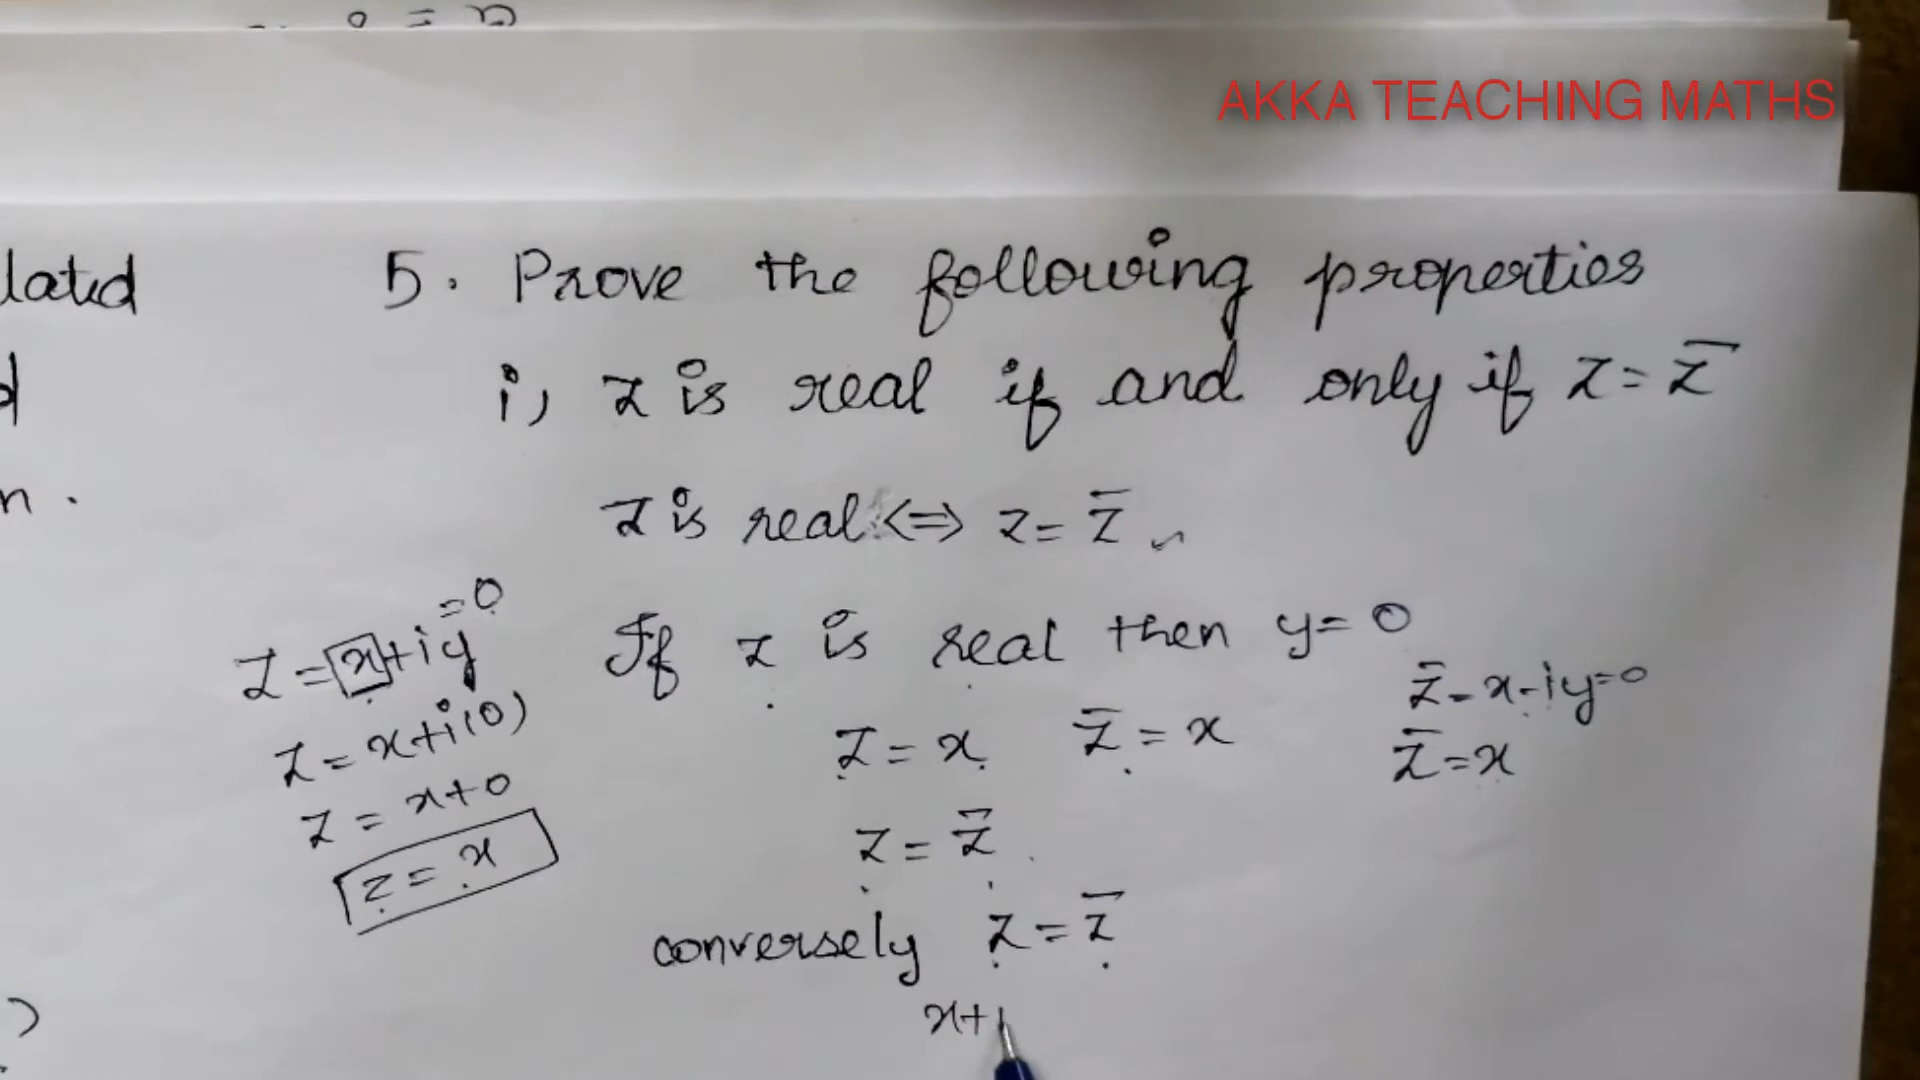 AKKA TEACHING MATHS
lated
5. Prove the following properties
i, z is real if and only if z = z̅
n.
z is real <=> z = z̅
If z is real then y = 0
z = x+iy =0
z̅ = x-iy=0
z = x+i(0)
z = x z̅ = x
z̅ = x
z = x+0
z = z̅
z = x
conversely z = z̅
x+